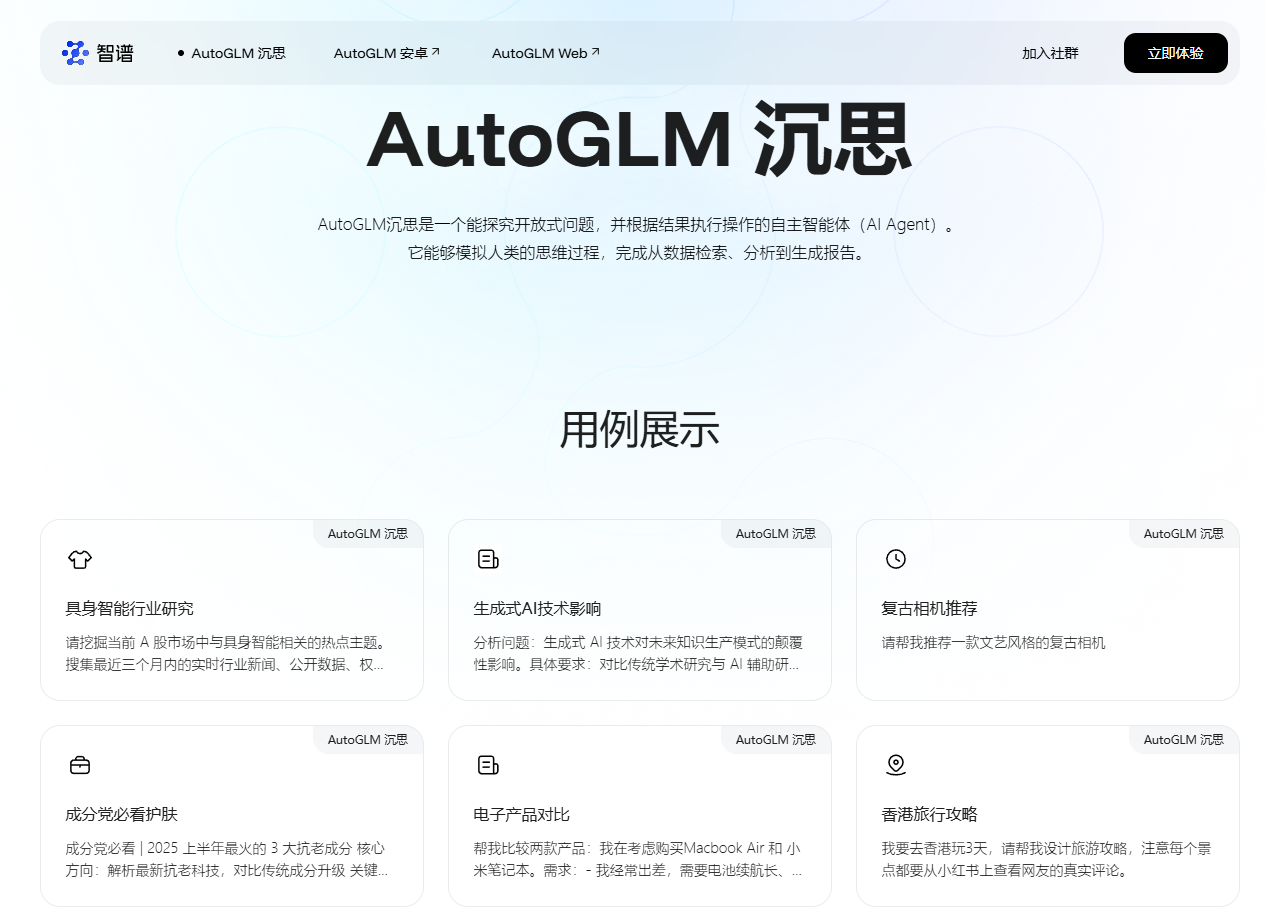 智谱
AutoGLM 沉思
AutoGLM 安卓
AutoGLM Web
加入社群
立即体验
AutoGLM 沉思
AutoGLM沉思是一个能探究开放式问题，并根据结果执行操作的自主智能体（AI Agent）。
它能够模拟人类的思维过程，完成从数据检索、分析到生成报告。
用例展示
AutoGLM 沉思
具身智能行业研究
请挖掘当前 A 股市场中与具身智能相关的热点主题。
搜集最近三个月内的实时行业新闻、公开数据、权...
AutoGLM 沉思
生成式AI技术影响
分析问题：生成式 AI 技术对未来知识生产模式的颠覆
性影响。具体要求：对比传统学术研究与 AI 辅助研...
AutoGLM 沉思
复古相机推荐
请帮我推荐一款文艺风格的复古相机
AutoGLM 沉思
成分党必看护肤
成分党必看 | 2025 上半年最火的 3 大抗老成分 核心
方向：解析最新抗老科技，对比传统成分升级 关键...
AutoGLM 沉思
电子产品对比
帮我比较两款产品：我在考虑购买Macbook Air 和 小
米笔记本。需求：- 我经常出差，需要电池续航长、...
AutoGLM 沉思
香港旅行攻略
我要去香港玩3天，请帮我设计旅游攻略，注意每个景
点都要从小红书上查看网友的真实评论。